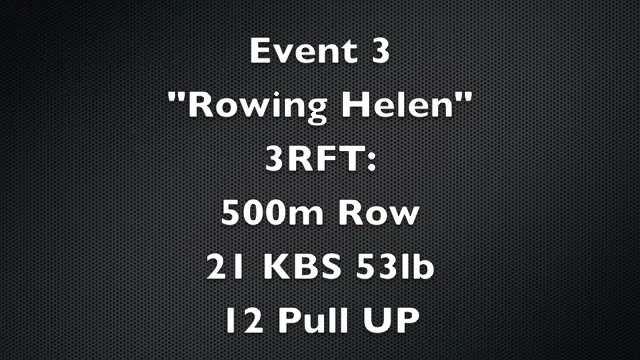 Event 3
"Rowing Helen"
3RFT:
500m Row
21 KBS 53lb
12 Pull UP